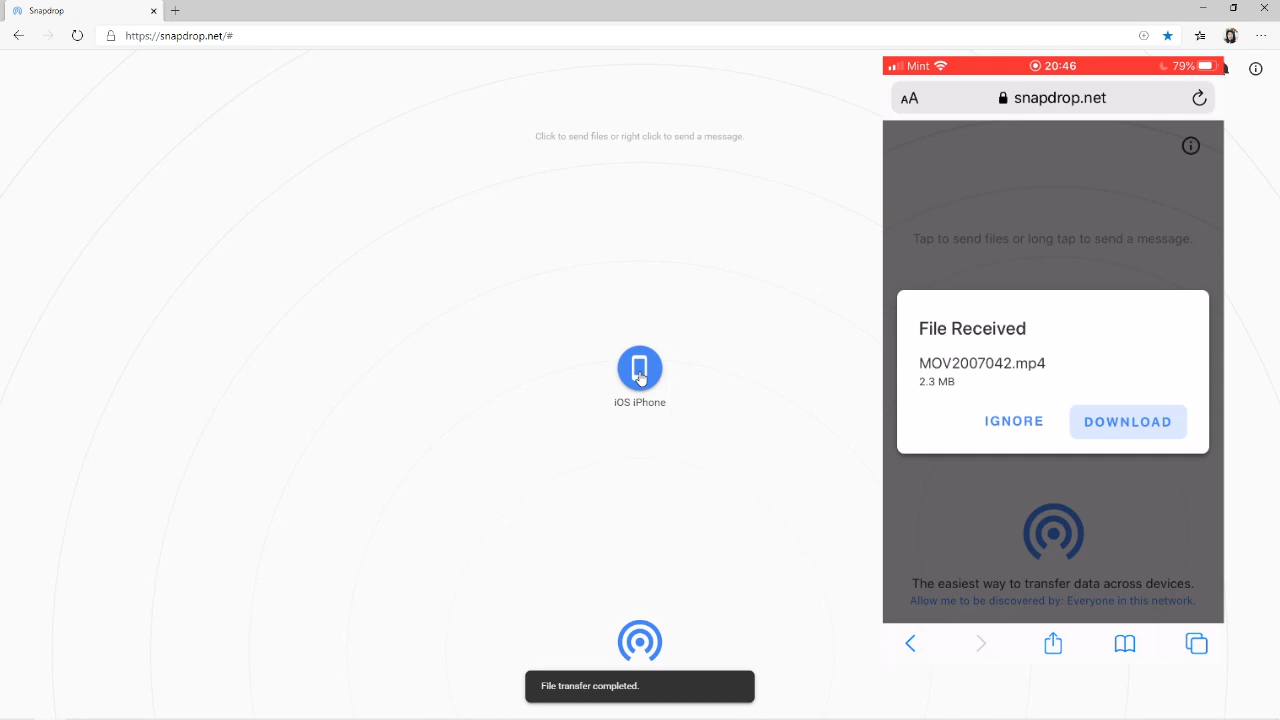 Snapdrop
https://snapdrop.net/#
Click to send files or right click to send a message.
iOS iPhone
File transfer completed.
Mint
20:46
79%
AA
snapdrop.net
Tap to send files or long tap to send a message.
File Received
MOV2007042.mp4
2.3 MB
IGNORE
DOWNLOAD
The easiest way to transfer data across devices.
Allow me to be discovered by: Everyone in this network.